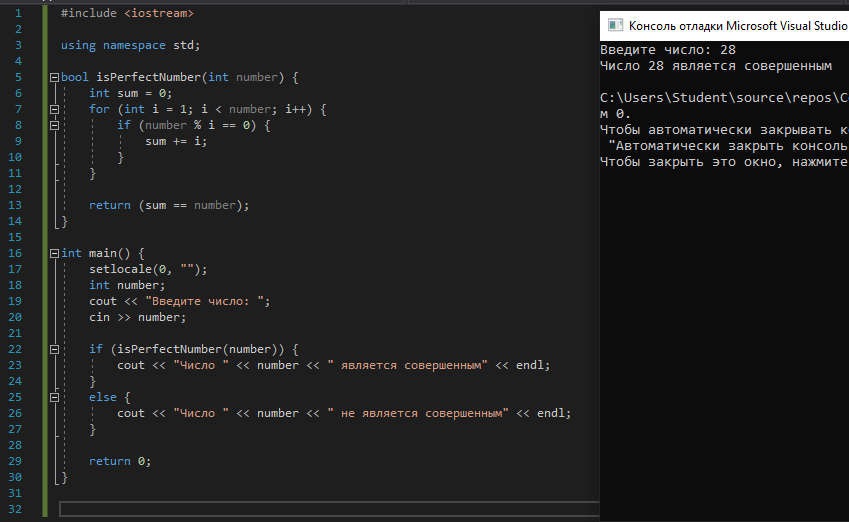 1 #include <iostream>
2
3 using namespace std;
4
5 bool isPerfectNumber(int number) {
6 int sum = 0;
7 for (int i = 1; i < number; i++) {
8 if (number % i == 0) {
9 sum += i;
10 }
11 }
12
13 return (sum == number);
14 }
15
16 int main() {
17 setlocale(0, "");
18 int number;
19 cout << "Введите число: ";
20 cin >> number;
21
22 if (isPerfectNumber(number)) {
23 cout << "Число " << number << " является совершенным" << endl;
24 }
25 else {
26 cout << "Число " << number << " не является совершенным" << endl;
27 }
28
29 return 0;
30 }
31
32
Консоль отладки Microsoft Visual Studio
Введите число: 28
Число 28 является совершенным
C:\Users\Student\source\repos\C
м 0.
Чтобы автоматически закрывать к
"Автоматически закрыть консоль
Чтобы закрыть это окно, нажмите